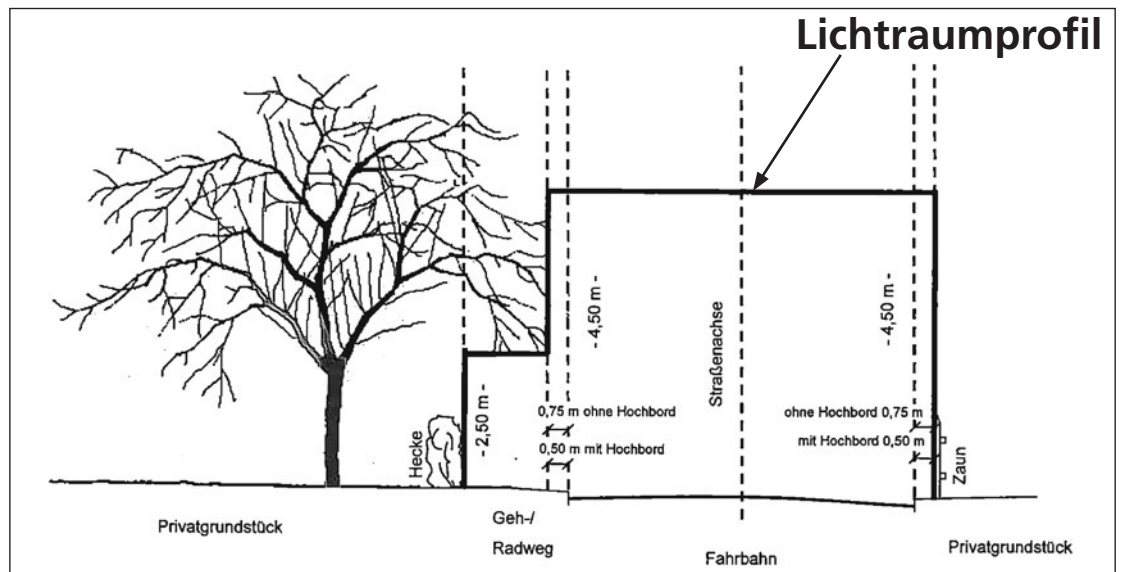 Lichtraumprofil
- 4,50 m -
- 4,50 m -
Straßenachse
- 2,50 m -
Hecke
0,75 m ohne Hochbord
0,50 m mit Hochbord
ohne Hochbord 0,75 m
mit Hochbord 0,50 m
Zaun
Privatgrundstück
Geh-/
Radweg
Fahrbahn
Privatgrundstück